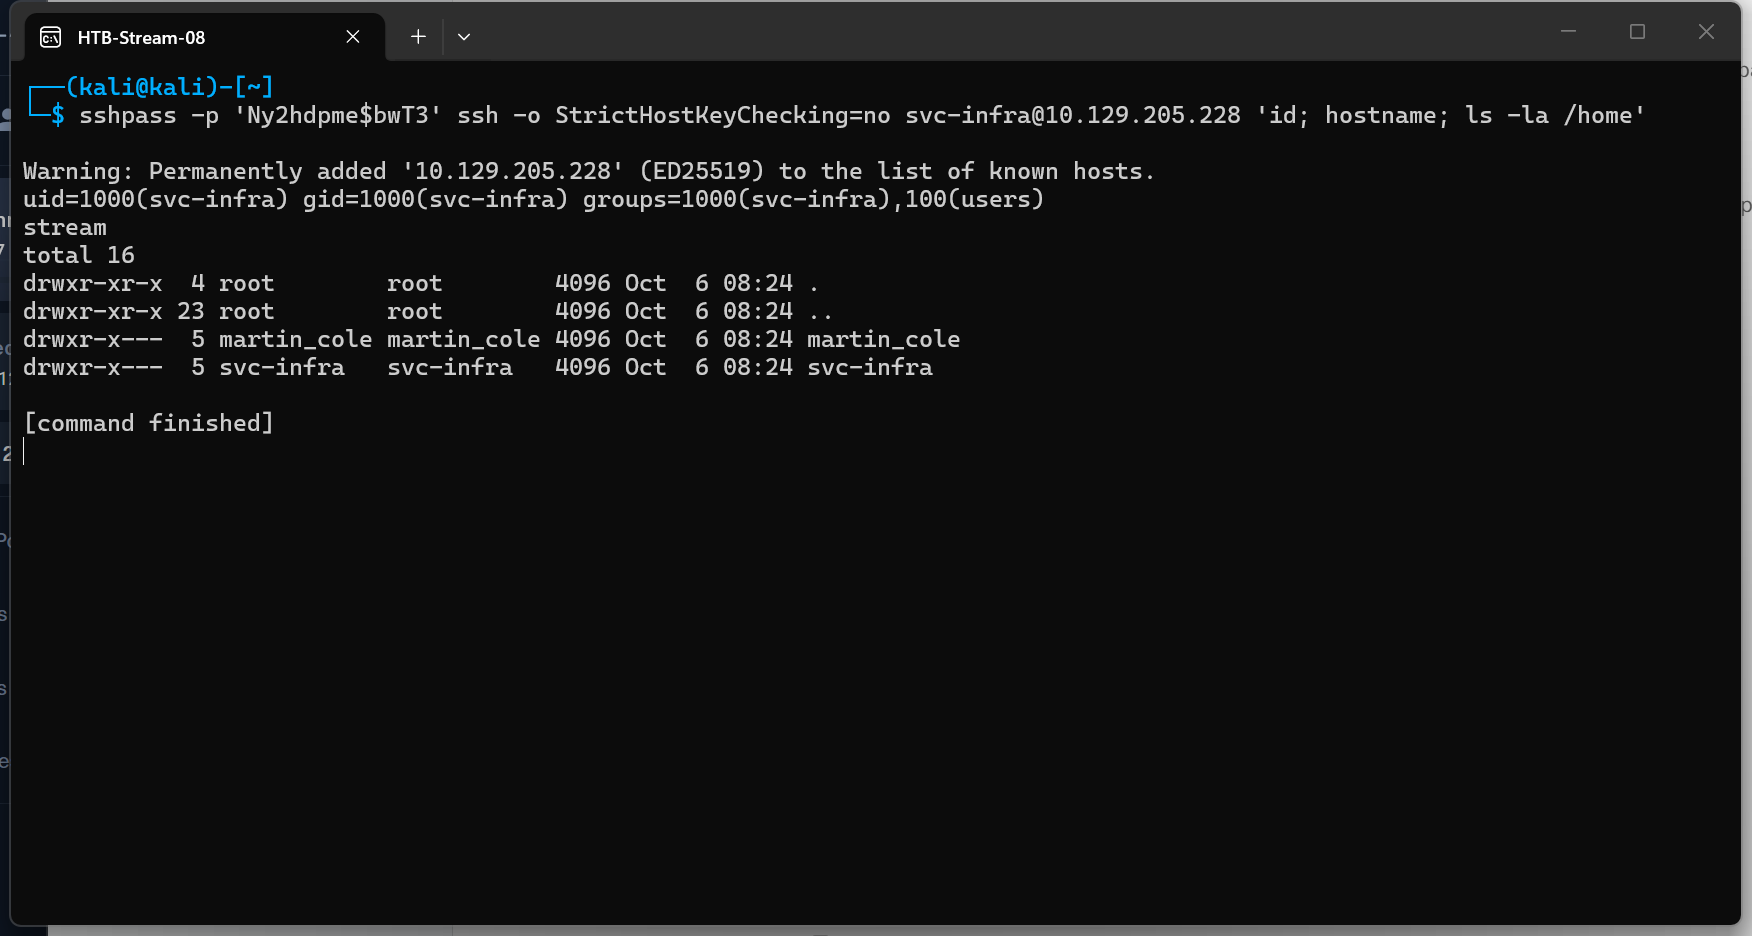 HTB-Stream-08
(kali@kali)-[~]
$ sshpass -p 'Ny2hdpme$bwT3' ssh -o StrictHostKeyChecking=no svc-infra@10.129.205.228 'id; hostname; ls -la /home'
Warning: Permanently added '10.129.205.228' (ED25519) to the list of known hosts.
uid=1000(svc-infra) gid=1000(svc-infra) groups=1000(svc-infra),100(users)
stream
total 16
drwxr-xr-x  4 root        root        4096 Oct  6 08:24 .
drwxr-xr-x 23 root        root        4096 Oct  6 08:24 ..
drwxr-x---  5 martin_cole martin_cole 4096 Oct  6 08:24 martin_cole
drwxr-x---  5 svc-infra   svc-infra   4096 Oct  6 08:24 svc-infra
[command finished]